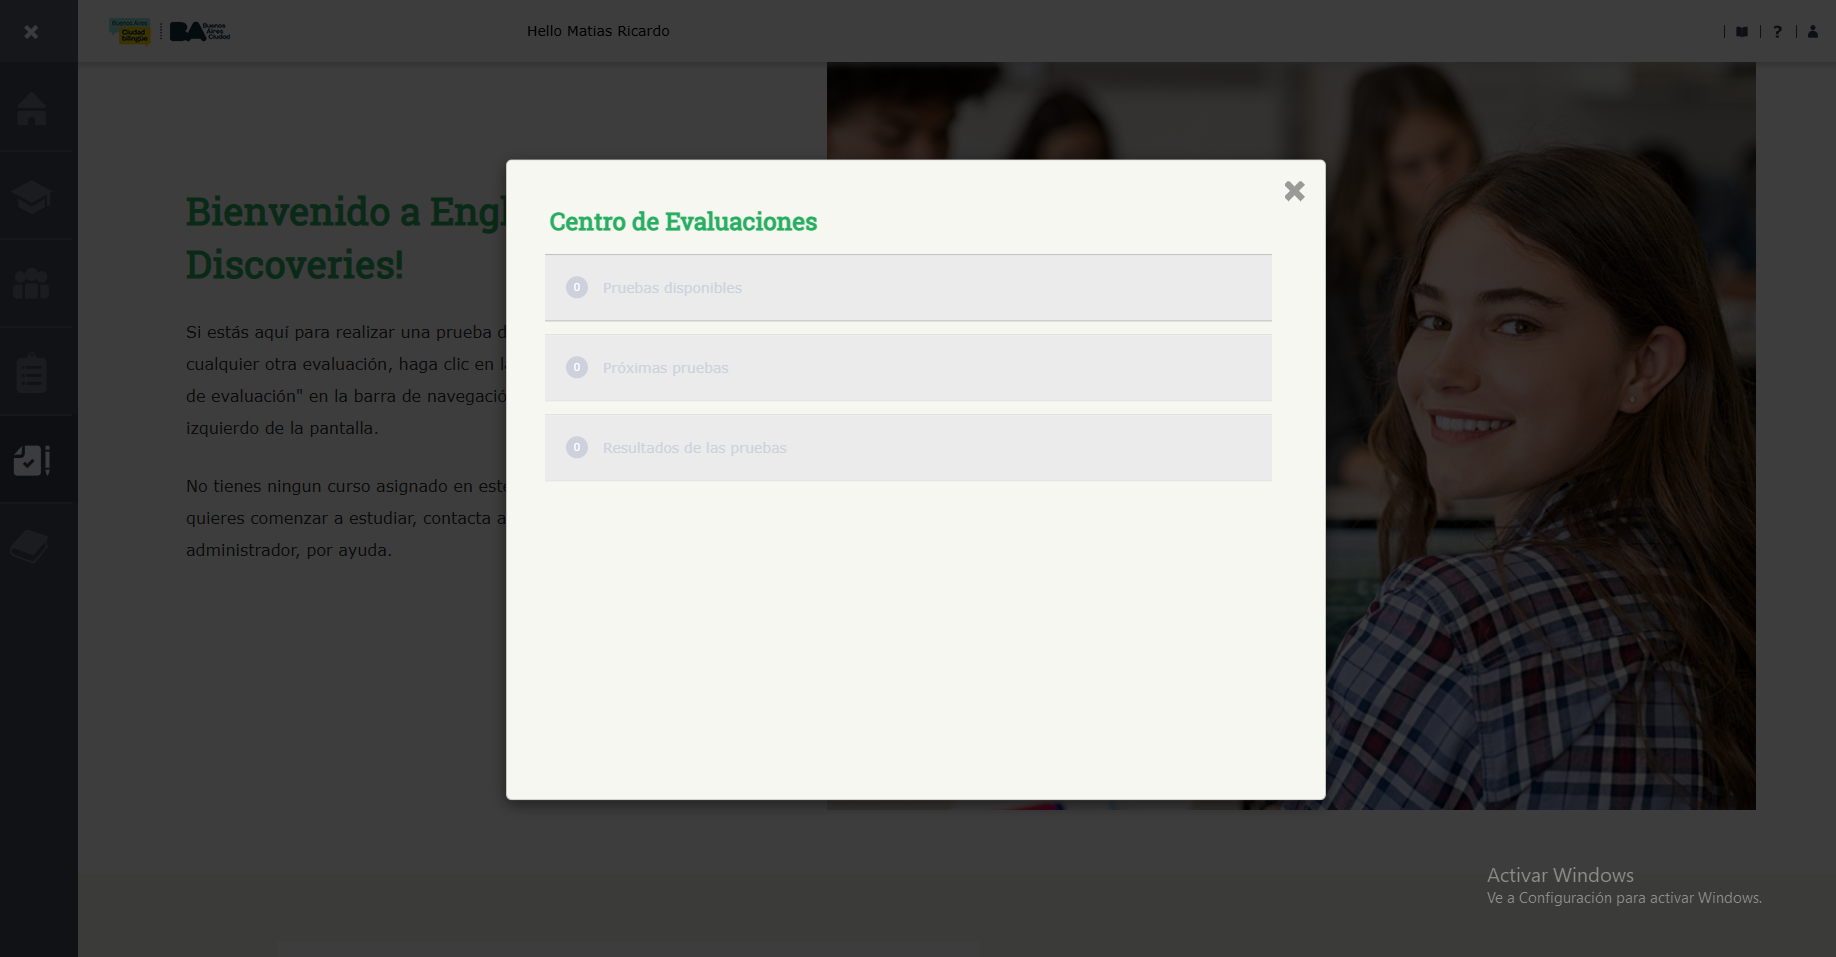 Buenos Aires
Ciudad
bilingüe
BA
Buenos
Aires
Ciudad
Hello Matias Ricardo
?
Bienvenido a Engl
Discoveries!
Si estás aquí para realizar una prueba d
cualquier otra evaluación, haga clic en l
de evaluación" en la barra de navegació
izquierdo de la pantalla.
No tienes ningun curso asignado en est
quieres comenzar a estudiar, contacta a
administrador, por ayuda.
Centro de Evaluaciones
0 Pruebas disponibles
0 Próximas pruebas
0 Resultados de las pruebas
Activar Windows
Ve a Configuración para activar Windows.